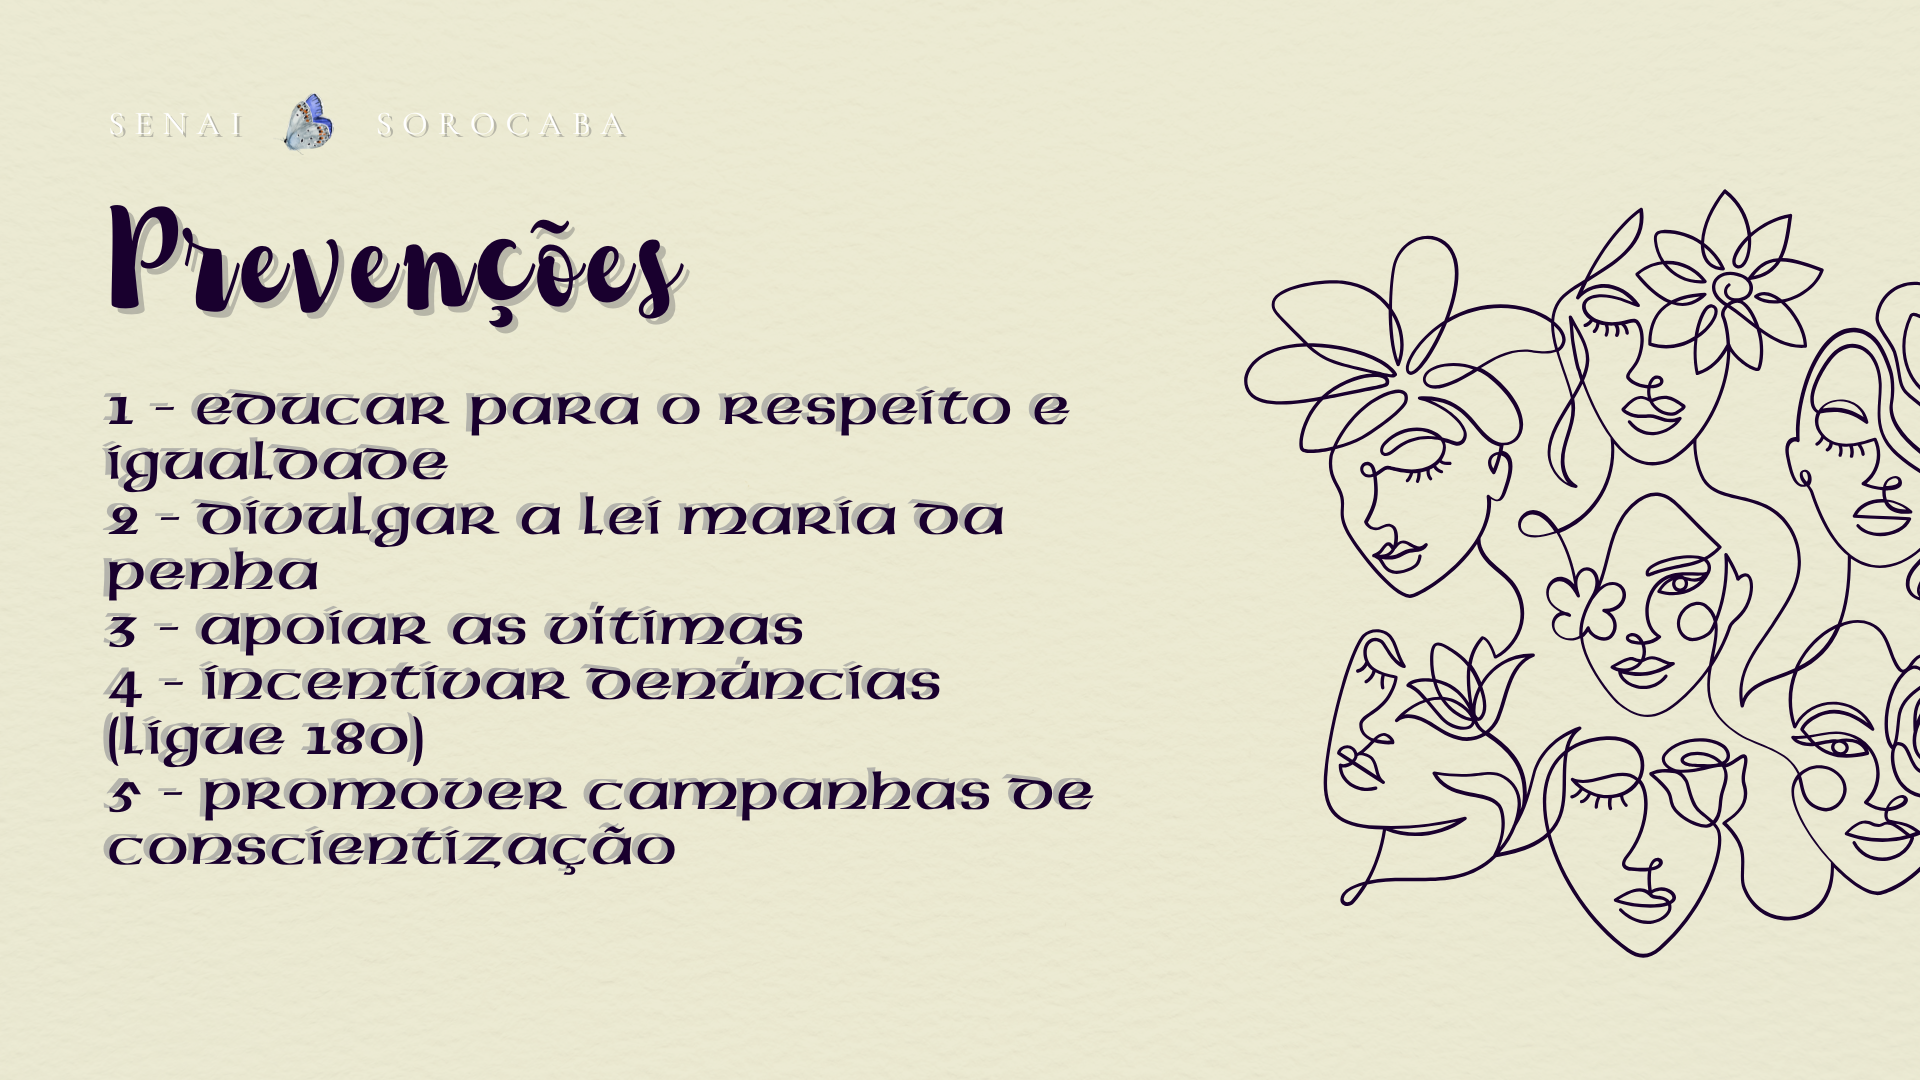 SENAI SOROCABA
Prevenções
1 - educar para o respeito e
igualdade
2 - divulgar a lei maria da
penha
3 - apoiar as vítimas
4 - incentivar denúncias
(ligue 180)
5 - promover campanhas de
conscientização